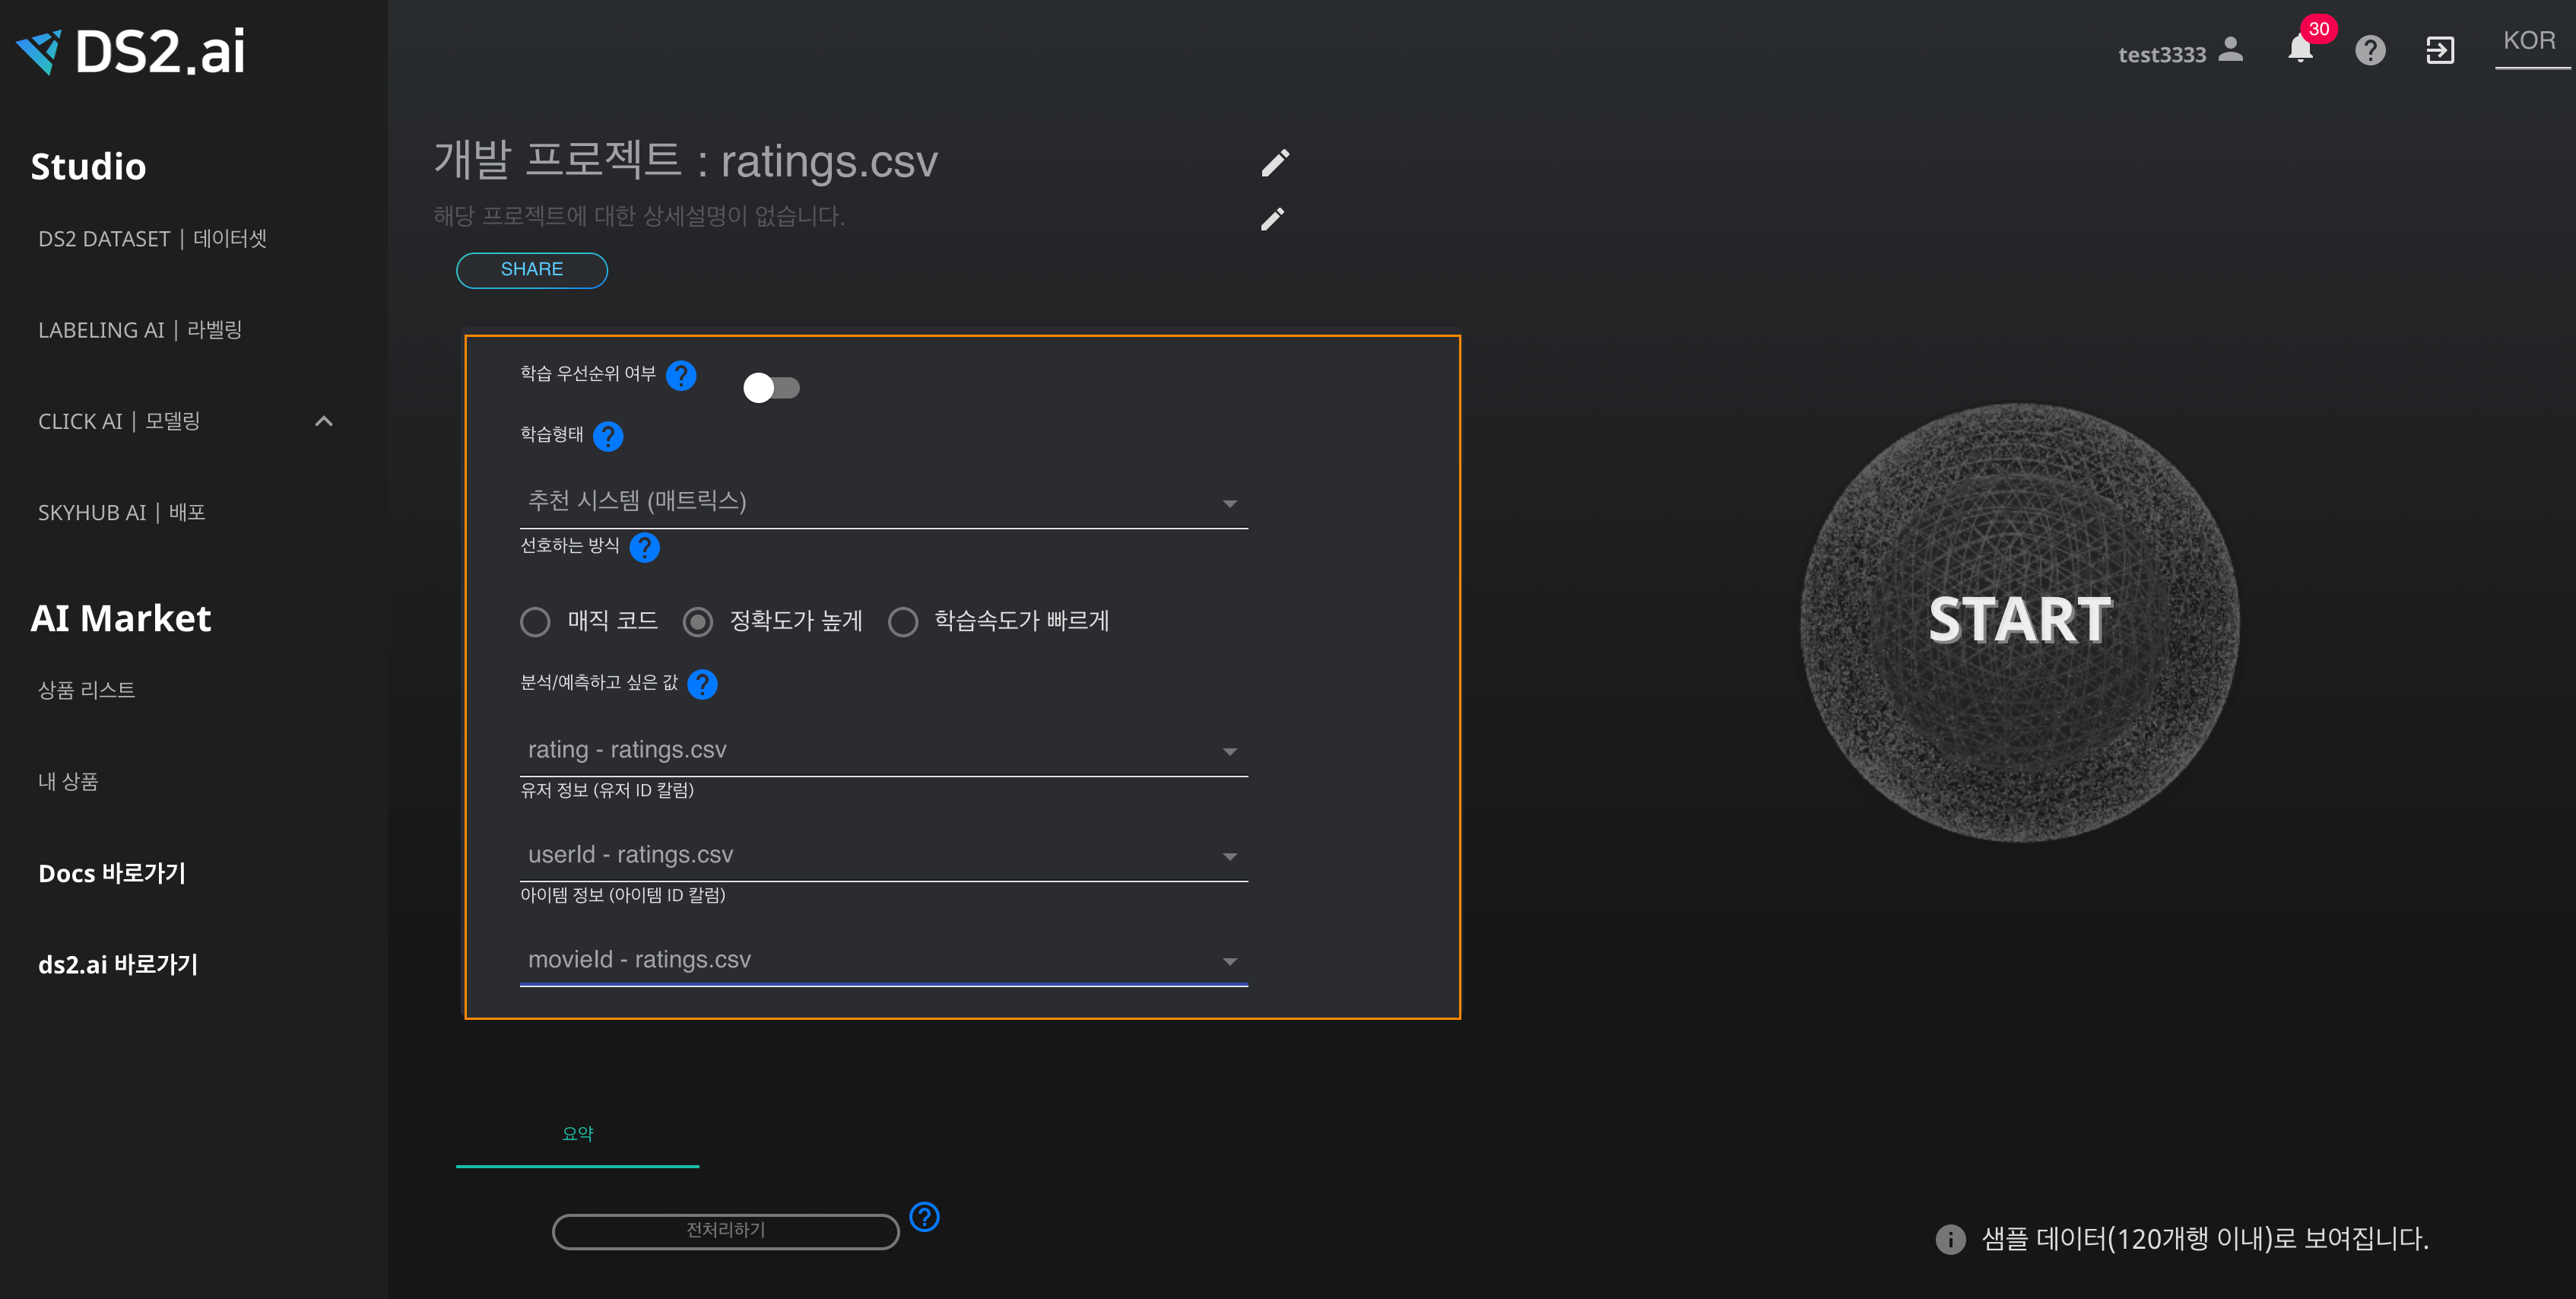 DS2.ai
test3333
30
KOR
Studio
DS2 DATASET | 데이터셋
LABELING AI | 라벨링
CLICK AI | 모델링
SKYHUB AI | 배포
AI Market
상품 리스트
내 상품
Docs 바로가기
ds2.ai 바로가기
개발 프로젝트 : ratings.csv
해당 프로젝트에 대한 상세설명이 없습니다.
SHARE
학습 우선순위 여부 ?
학습형태 ?
추천 시스템 (매트릭스)
선호하는 방식 ?
매직 코드 정확도가 높게 학습속도가 빠르게
분석/예측하고 싶은 값 ?
rating - ratings.csv
유저 정보 (유저 ID 칼럼)
userId - ratings.csv
아이템 정보 (아이템 ID 칼럼)
movieId - ratings.csv
START
요약
전처리하기 ?
샘플 데이터(120개행 이내)로 보여집니다.